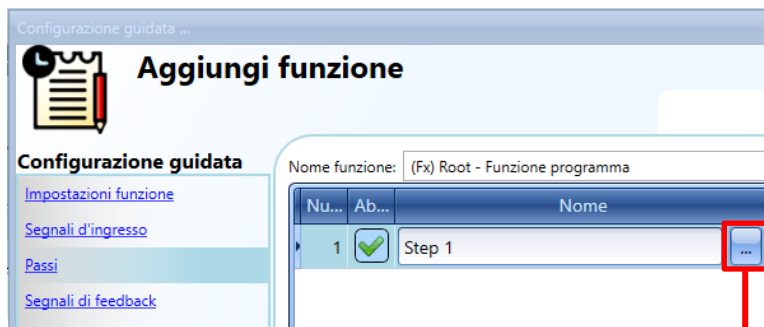 Configurazione guidata ...
Aggiungi funzione
Configurazione guidata
Impostazioni funzione
Segnali d'ingresso
Passi
Segnali di feedback
Nome funzione: (Fx) Root - Funzione programma
Nu... Ab... Nome
1 Step 1 ...